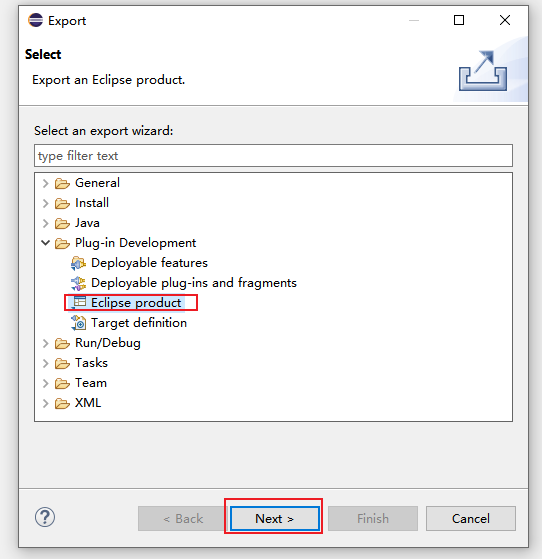 Export
Select
Export an Eclipse product.
Select an export wizard:
type filter text
General
Install
Java
Plug-in Development
Deployable features
Deployable plug-ins and fragments
Eclipse product
Target definition
Run/Debug
Tasks
Team
XML
?
< Back
Next >
Finish
Cancel